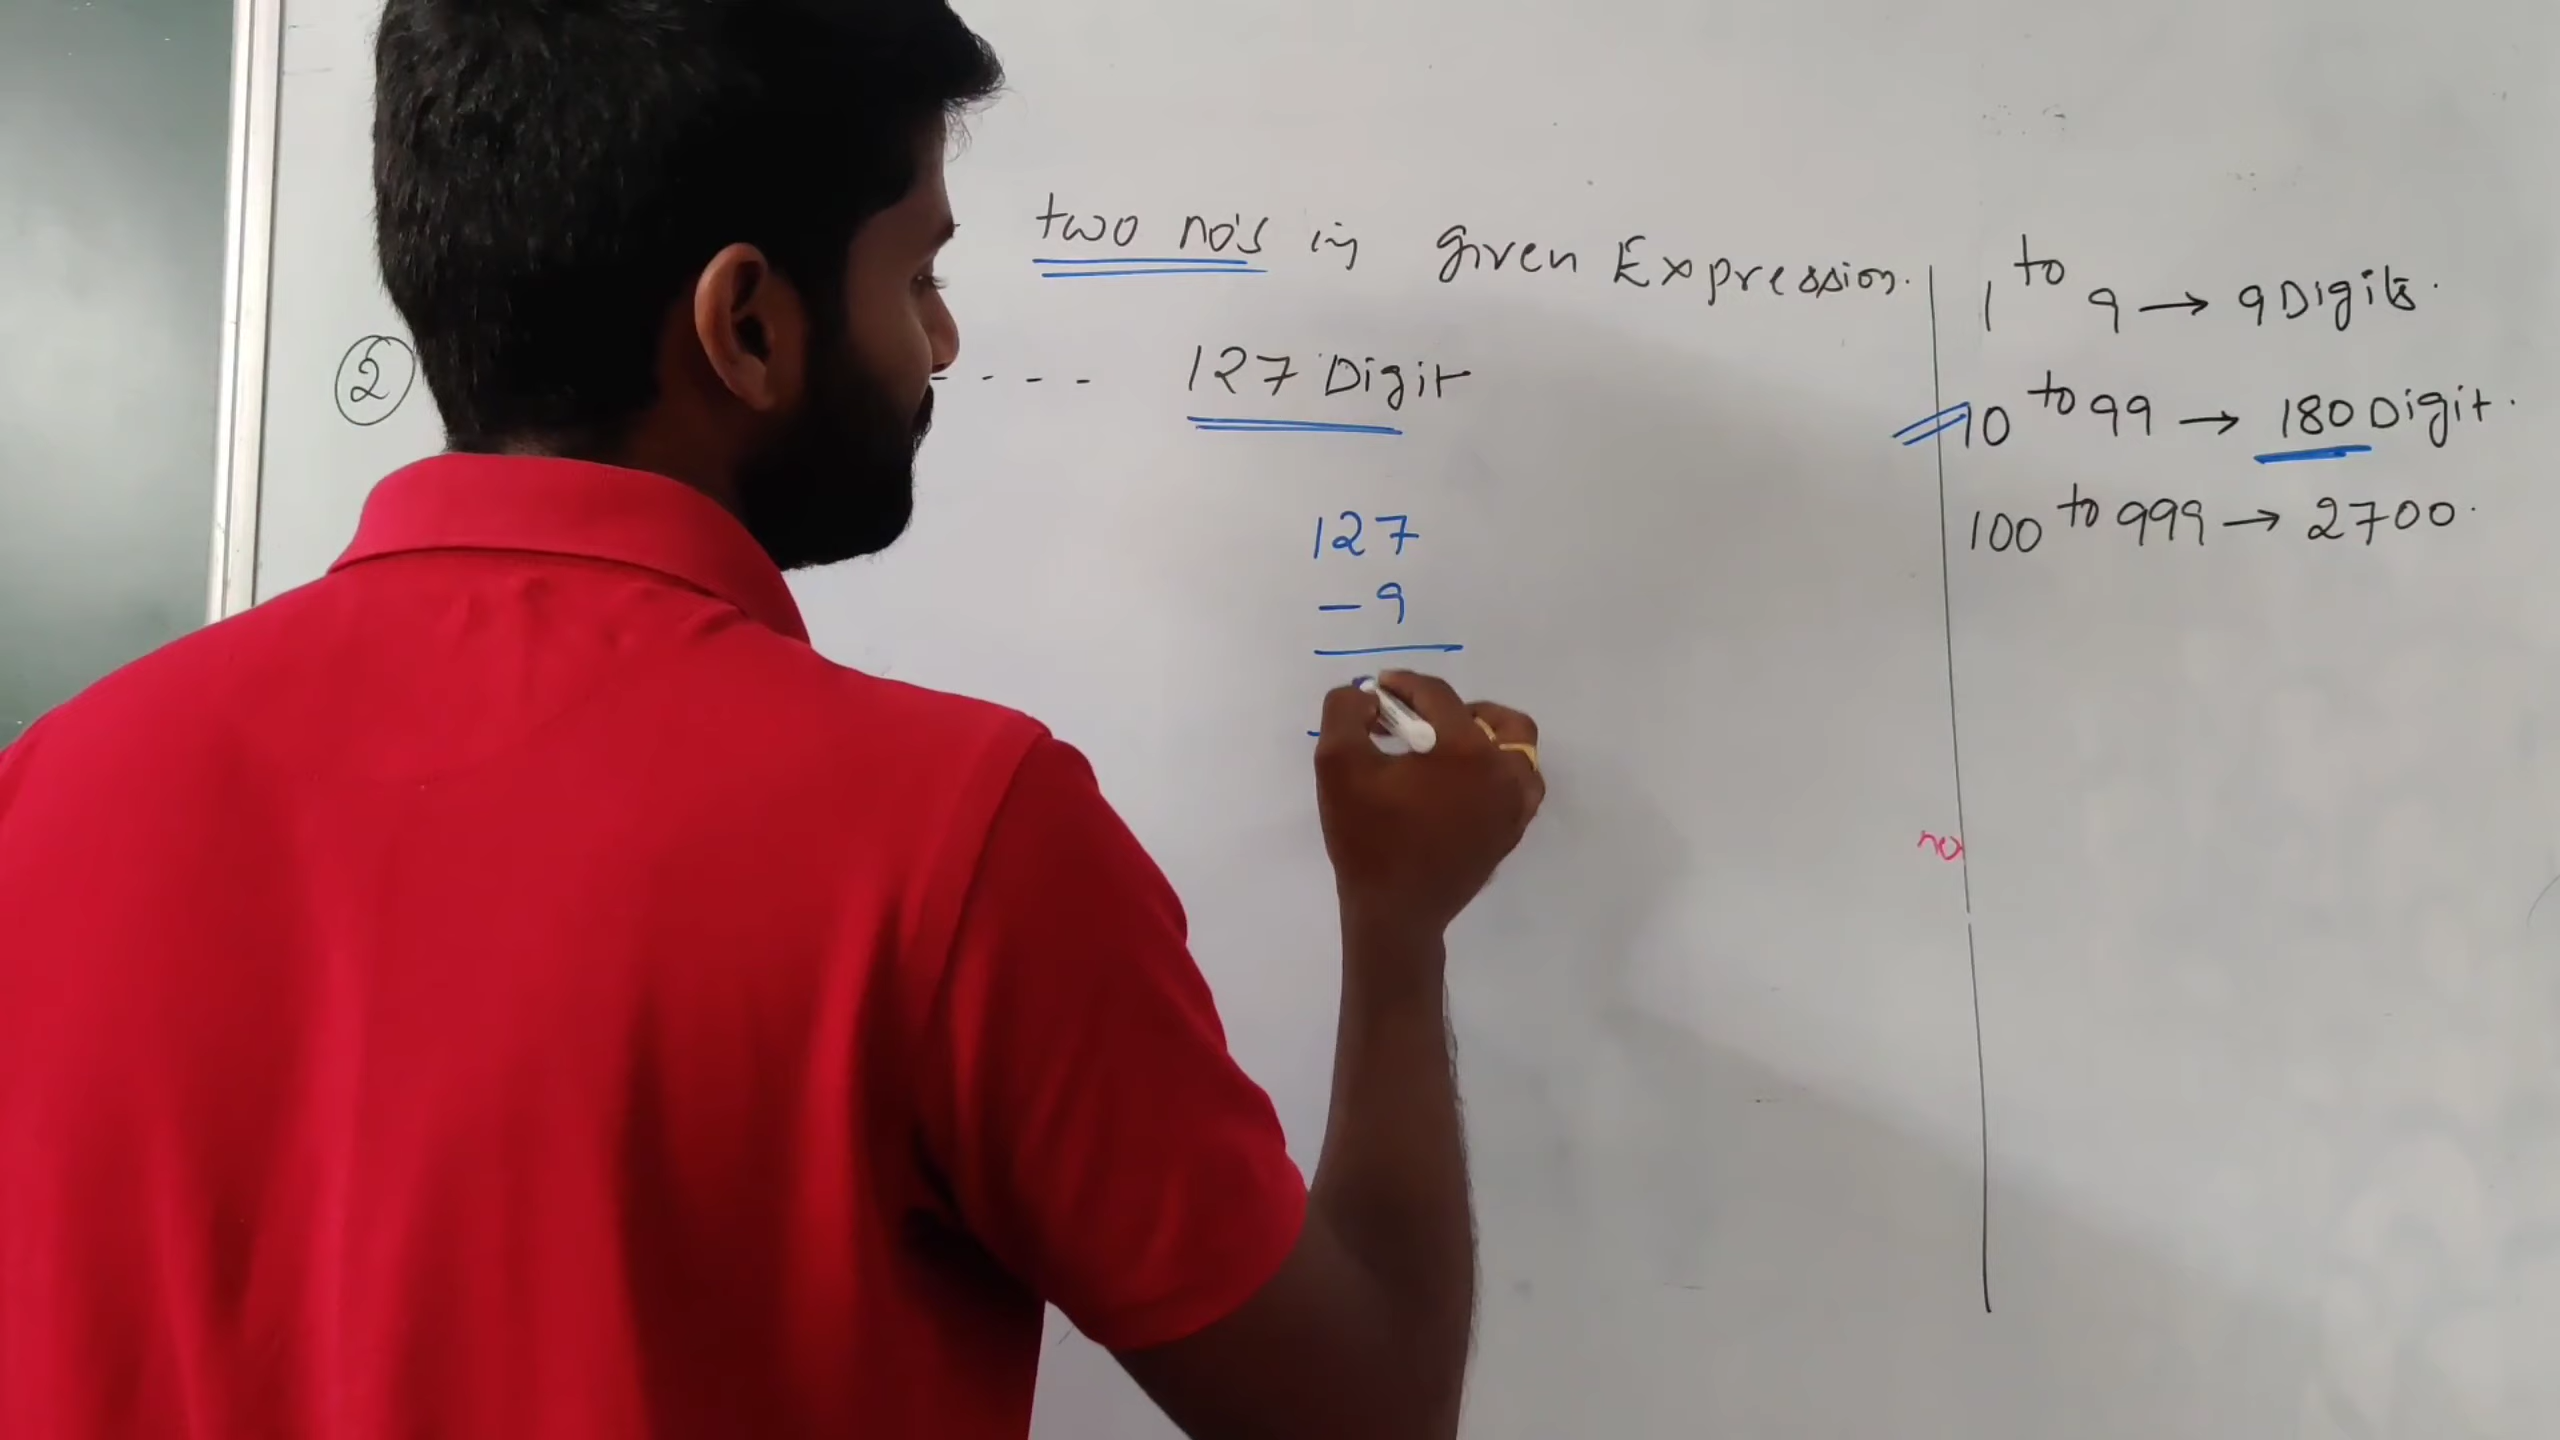 two no's in given Expression.
② - - - - 127 Digit
127
- 9
1 to 9 → 9 Digits.
10 to 99 → 180 Digit.
100 to 999 → 2700.
no